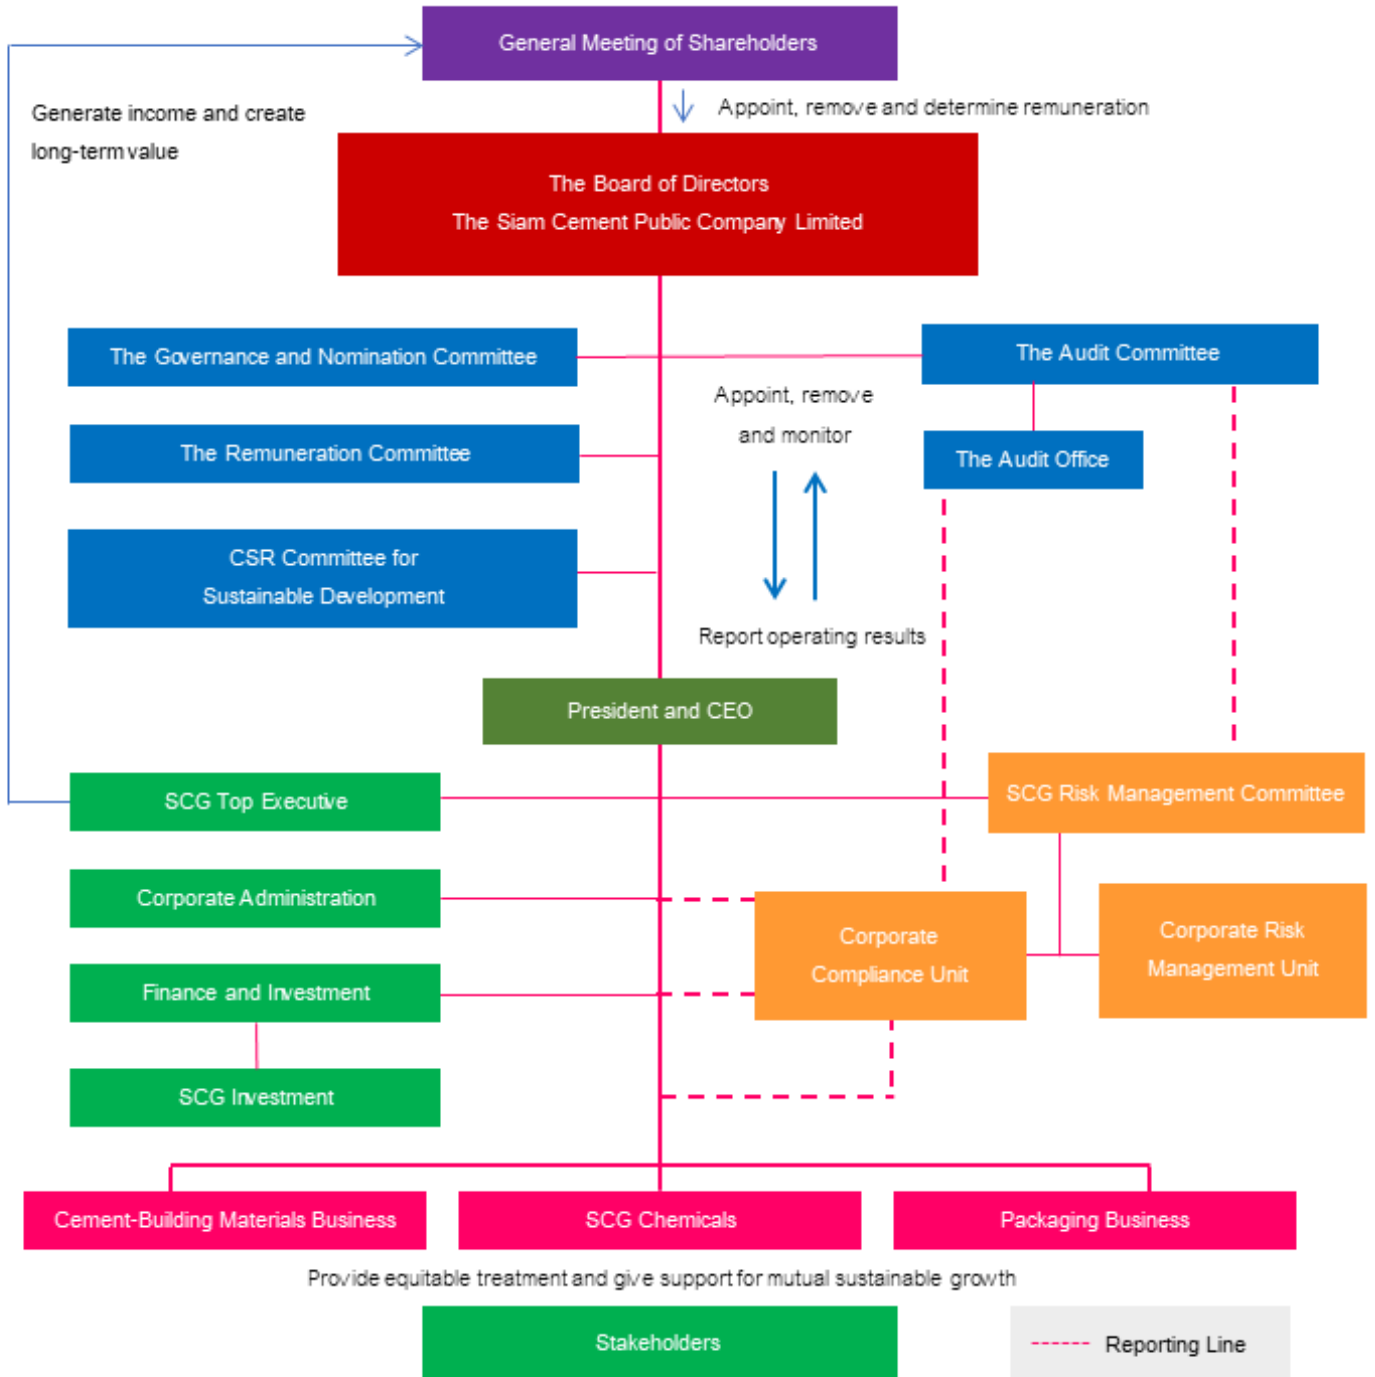 General Meeting of Shareholders
Generate income and create
long-term value
Appoint, remove and determine remuneration
The Board of Directors
The Siam Cement Public Company Limited
The Governance and Nomination Committee
The Audit Committee
Appoint, remove
and monitor
The Remuneration Committee
The Audit Office
CSR Committee for
Sustainable Development
Report operating results
President and CEO
SCG Top Executive
SCG Risk Management Committee
Corporate Administration
Corporate
Compliance Unit
Corporate Risk
Management Unit
Finance and Investment
SCG Investment
Cement-Building Materials Business
SCG Chemicals
Packaging Business
Provide equitable treatment and give support for mutual sustainable growth
Stakeholders
Reporting Line